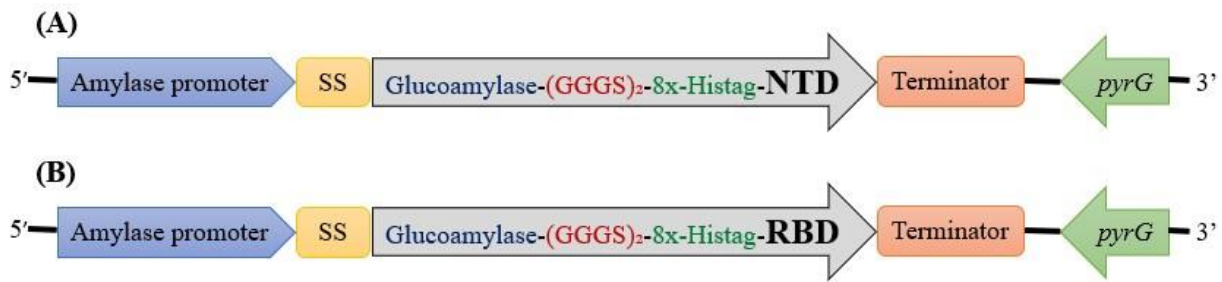 (A)
5′ Amylase promoter SS Glucoamylase-(GGGS)₂-8x-Histag-NTD Terminator pyrG 3’
(B)
5′ Amylase promoter SS Glucoamylase-(GGGS)₂-8x-Histag-RBD Terminator pyrG 3’